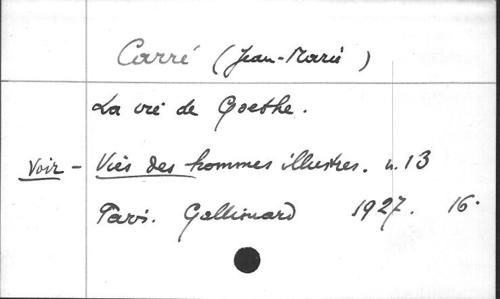 Carré (Jean-Marie)
La vie de Goethe.
Voir - Vies des hommes illustres. n. 13
Paris. Gallimard 1927. 16.